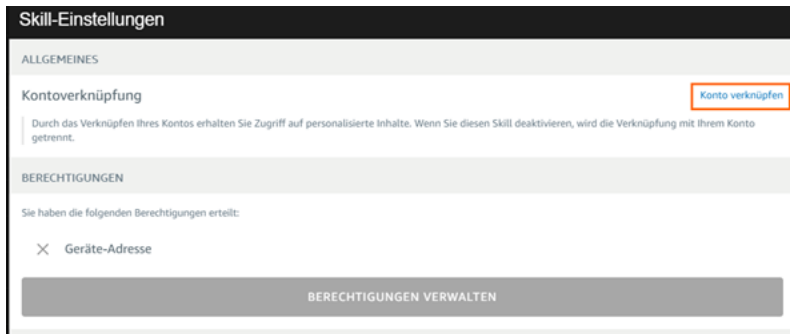 Skill-Einstellungen
ALLGEMEINES
Kontoverknüpfung
Konto verknüpfen
Durch das Verknüpfen Ihres Kontos erhalten Sie Zugriff auf personalisierte Inhalte. Wenn Sie diesen Skill deaktivieren, wird die Verknüpfung mit Ihrem Konto
getrennt.
BERECHTIGUNGEN
Sie haben die folgenden Berechtigungen erteilt:
Geräte-Adresse
BERECHTIGUNGEN VERWALTEN